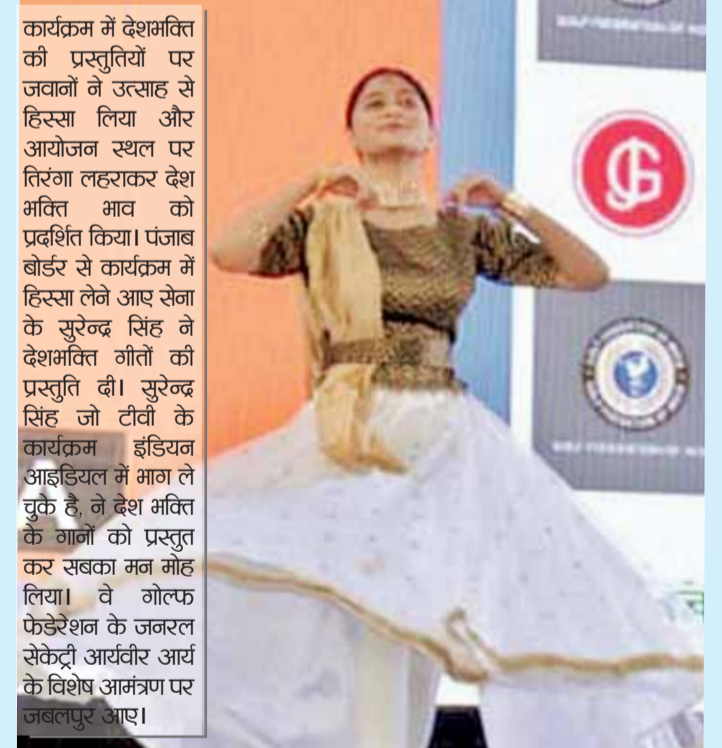 कार्यक्रम में देशभक्ति
की प्रस्तुतियों पर
जवानों ने उत्साह से
हिस्सा लिया और
आयोजन स्थल पर
तिरंगा लहराकर देश
भक्ति भाव को
प्रदर्शित किया। पंजाब
बोर्डर से कार्यक्रम में
हिस्सा लेने आए सेना
के सुरेन्द्र सिंह ने
देशभक्ति गीतों की
प्रस्तुति दी। सुरेन्द्र
सिंह जो टीवी के
कार्यक्रम इंडियन
आइडियल में भाग ले
चुके है, ने देश भक्ति
के गानों को प्रस्तुत
कर सबका मन मोह
लिया। वे गोल्फ
फेडेरेशन के जनरल
सेकेट्री आर्यवीर आर्य
के विशेष आमंत्रण पर
जबलपुर आए।